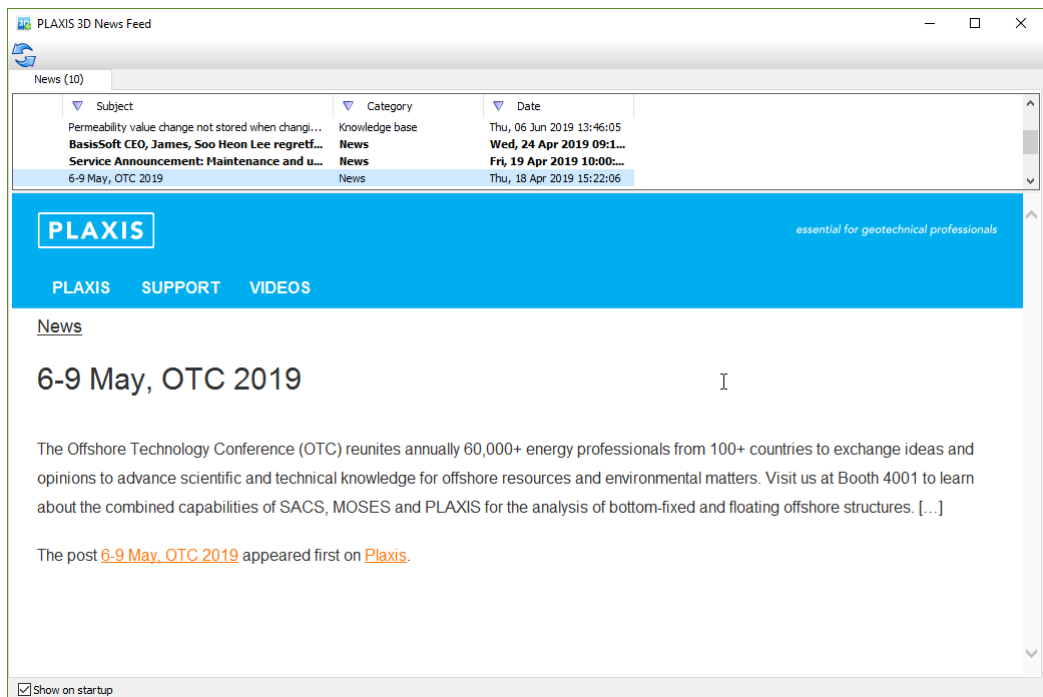 PLAXIS 3D News Feed
News (10)
Subject Category Date
Permeability value change not stored when changi... Knowledge base Thu, 06 Jun 2019 13:46:05
BasisSoft CEO, James, Soo Heon Lee regretf... News Wed, 24 Apr 2019 09:1...
Service Announcement: Maintenance and u... News Fri, 19 Apr 2019 10:00:...
6-9 May, OTC 2019 News Thu, 18 Apr 2019 15:22:06
PLAXIS
essential for geotechnical professionals
PLAXIS SUPPORT VIDEOS
News
6-9 May, OTC 2019
The Offshore Technology Conference (OTC) reunites annually 60,000+ energy professionals from 100+ countries to exchange ideas and
opinions to advance scientific and technical knowledge for offshore resources and environmental matters. Visit us at Booth 4001 to learn
about the combined capabilities of SACS, MOSES and PLAXIS for the analysis of bottom-fixed and floating offshore structures. […]
The post 6-9 May, OTC 2019 appeared first on Plaxis.
Show on startup